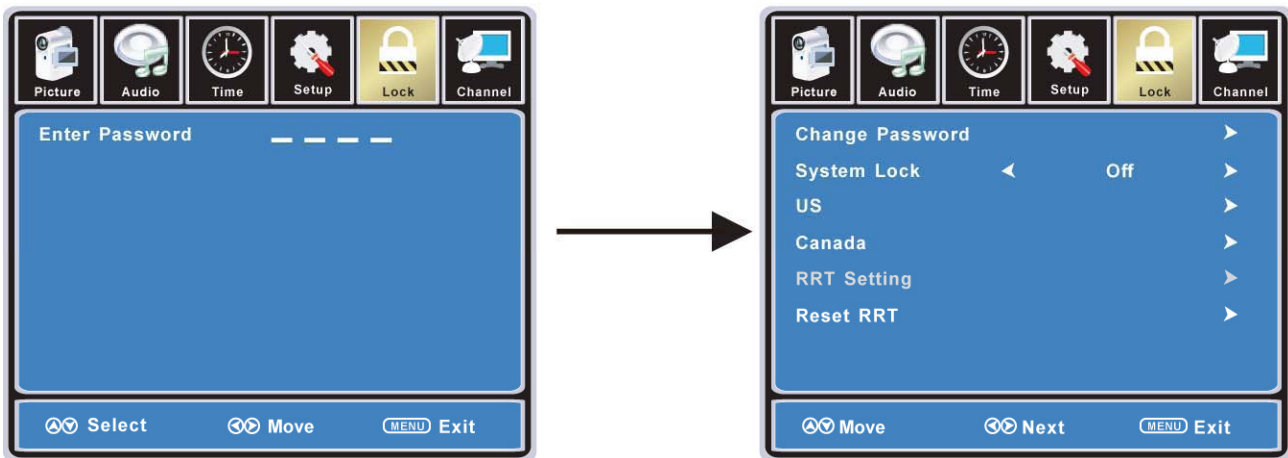 Picture Audio Time Setup Lock Channel
Enter Password _ _ _ _
Select Move MENU Exit
Picture Audio Time Setup Lock Channel
Change Password
System Lock Off
US
Canada
RRT Setting
Reset RRT
Move Next MENU Exit